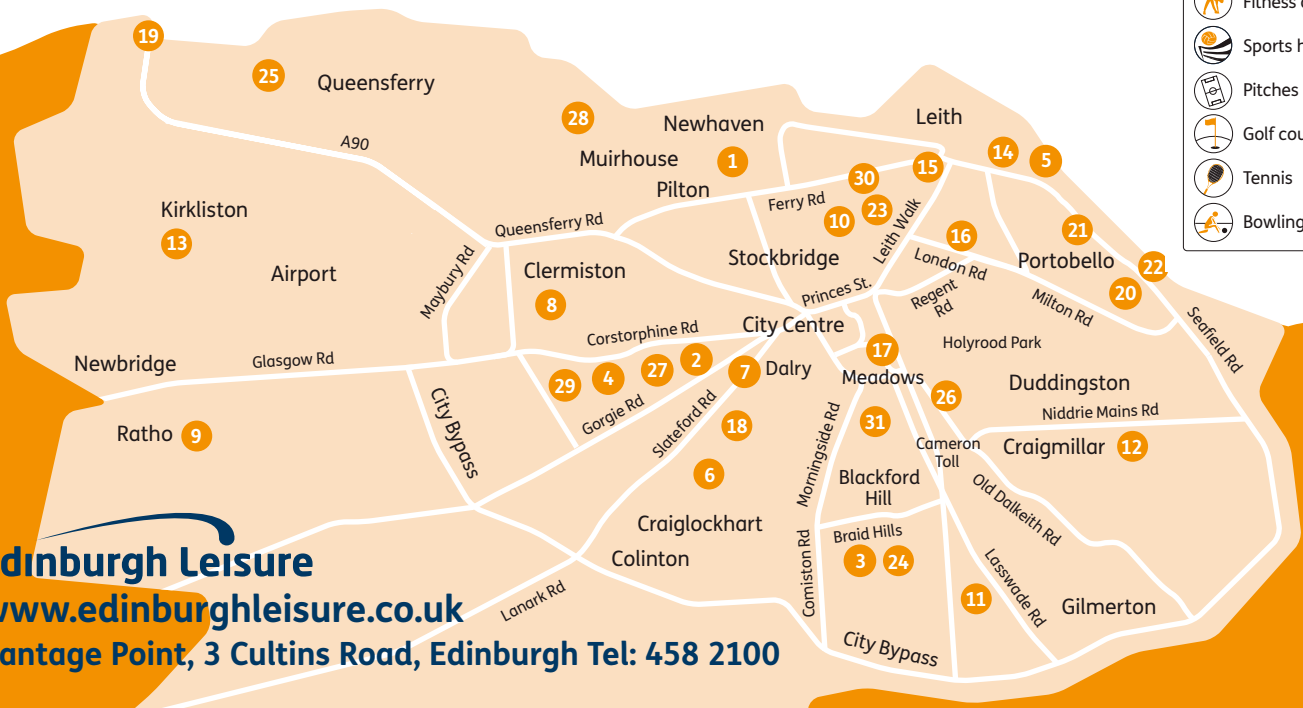 Fitness
Sports
Pitches
Golf
Tennis
Bowling
19
25
Queensferry
28
Newhaven
Leith
A90
Muirhouse
1
14
5
15
Pilton
30
Ferry Rd
Kirkliston
Queensferry Rd
10
23
Leith Walk
21
13
16
Airport
Maybury Rd
Clermiston
Stockbridge
London Rd
Portobello
22
8
Princes St.
Regent
Rd
Milton Rd
20
Corstorphine Rd
City Centre
Seafield Rd
Newbridge
Glasgow Rd
Holyrood Park
29
4
27
2
7
Dalry
17
Meadows
Duddingston
26
City Bypass
Gorgie Rd
Slateford Rd
Niddrie Mains Rd
Ratho
9
18
Morningside Rd
31
Cameron
Toll
Craigmillar
12
6
Blackford
Hill
Old Dalkeith Rd
Craiglockhart
Braid Hills
Colinton
Comiston Rd
3
24
Lasswade Rd
Lanark Rd
11
Gilmerton
City Bypass
dinburgh Leisure
www.edinburghleisure.co.uk
antage Point, 3 Cultins Road, Edinburgh Tel: 458 2100